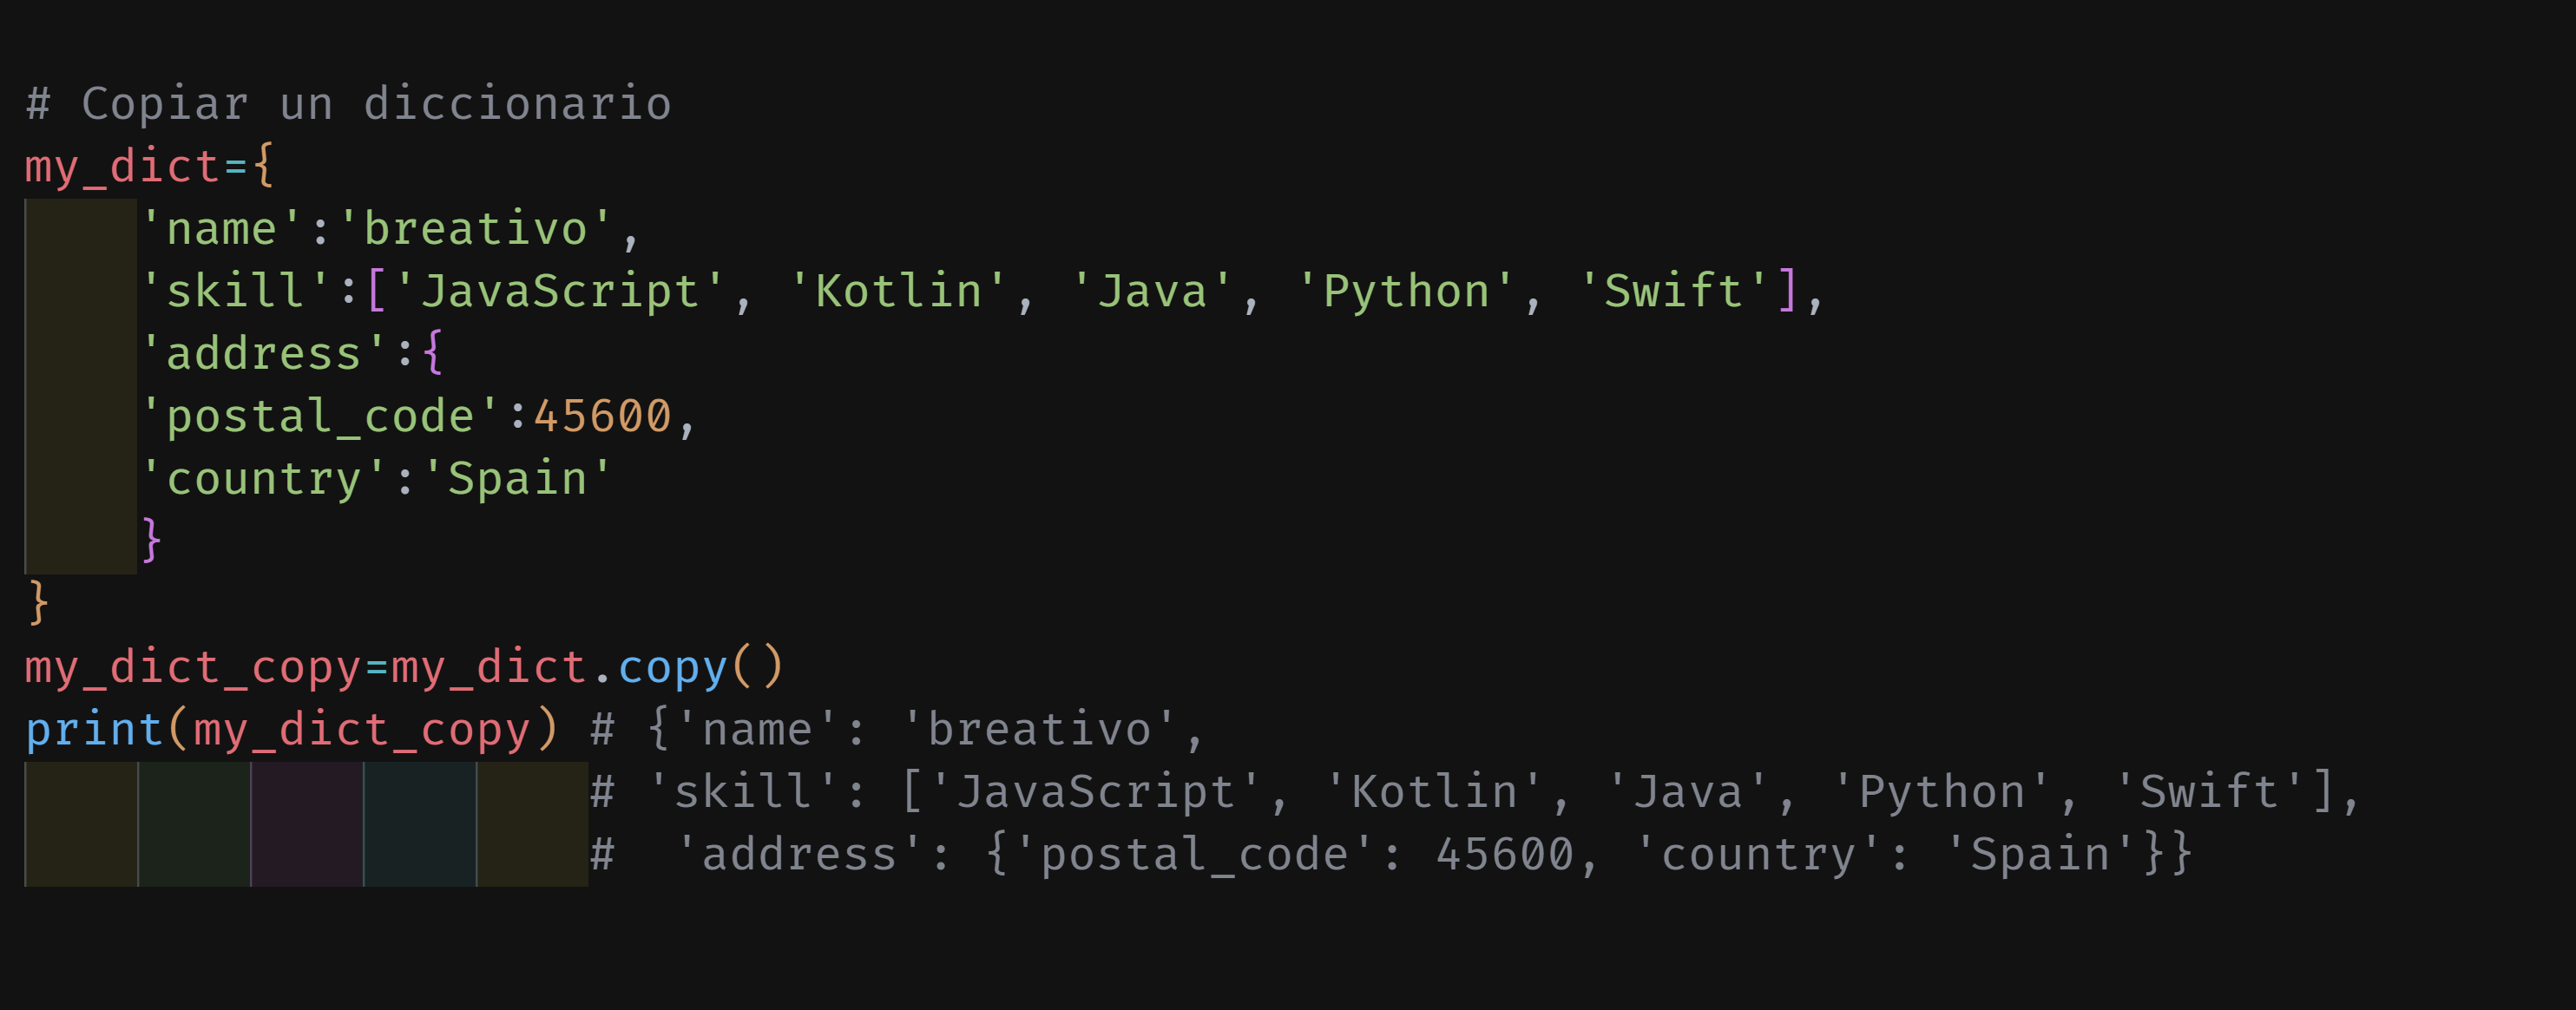 # Copiar un diccionario
my_dict={
    'name':'breativo',
    'skill':['JavaScript', 'Kotlin', 'Java', 'Python', 'Swift'],
    'address':{
    'postal_code':45600,
    'country':'Spain'
    }
}
my_dict_copy=my_dict.copy()
print(my_dict_copy) # {'name': 'breativo',
                    # 'skill': ['JavaScript', 'Kotlin', 'Java', 'Python', 'Swift'],
                    #  'address': {'postal_code': 45600, 'country': 'Spain'}}